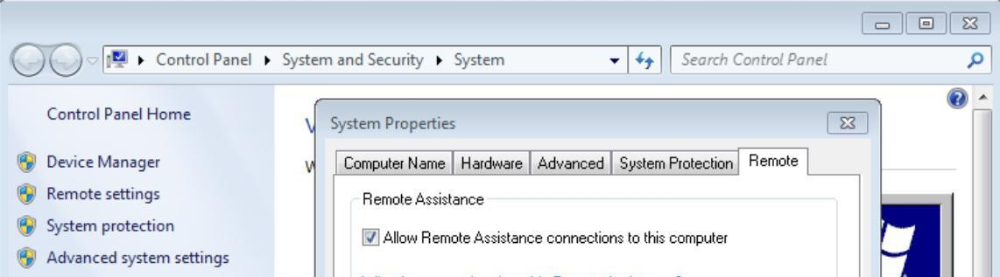 Control Panel System and Security System Search Control Panel
Control Panel Home
Device Manager
Remote settings
System protection
Advanced system settings
System Properties
Computer Name Hardware Advanced System Protection Remote
Remote Assistance
Allow Remote Assistance connections to this computer